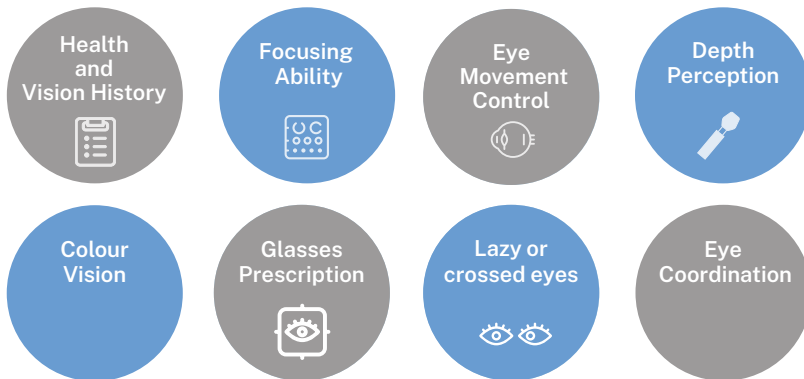 Health
and
Vision History
Focusing
Ability
Eye
Movement
Control
Depth
Perception
Colour
Vision
Glasses
Prescription
Lazy or
crossed eyes
Eye
Coordination